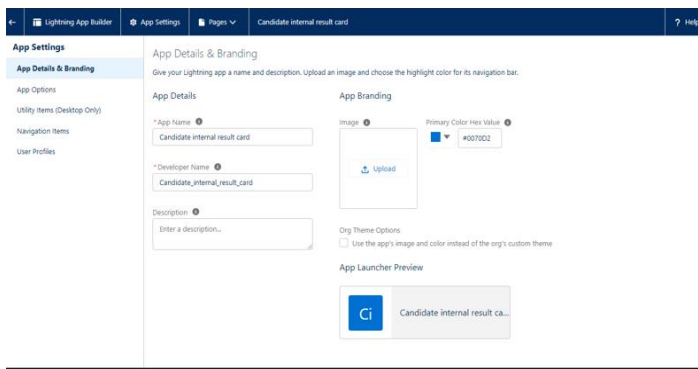 Lightning App Builder
App Settings
Pages
Candidate internal result card
? Help
App Settings
App Details & Branding
App Options
Utility Items (Desktop Only)
Navigation Items
User Profiles
App Details & Branding
Give your Lightning app a name and description. Upload an image and choose the highlight color for its navigation bar.
App Details
*App Name
Candidate internal result card
*Developer Name
Candidate_internal_result_card
Description
Enter a description...
App Branding
Image
Upload
Primary Color Hex Value
#0070D2
Org Theme Options
Use the app's image and color instead of the org's custom theme
App Launcher Preview
Ci
Candidate internal result ca...